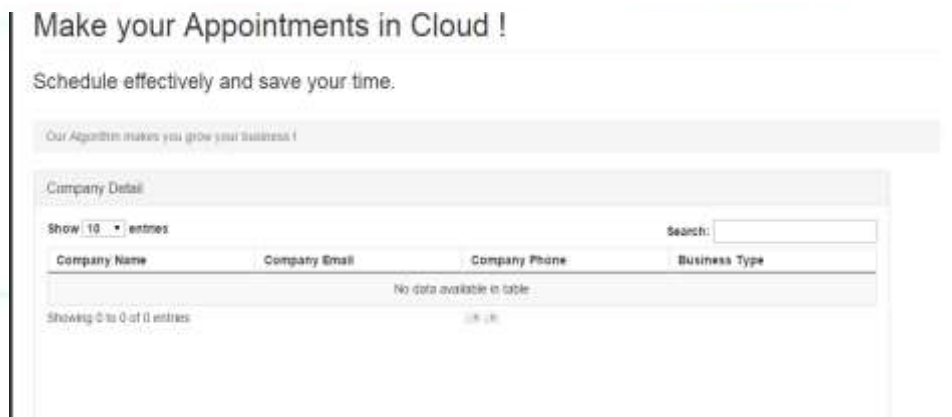 Make your Appointments in Cloud !
Schedule effectively and save your time.
Our Algorithm makes you grow your business !
Company Detail
Show 10 entries Search:
Company Name Company Email Company Phone Business Type
No data available in table
Showing 0 to 0 of 0 entries